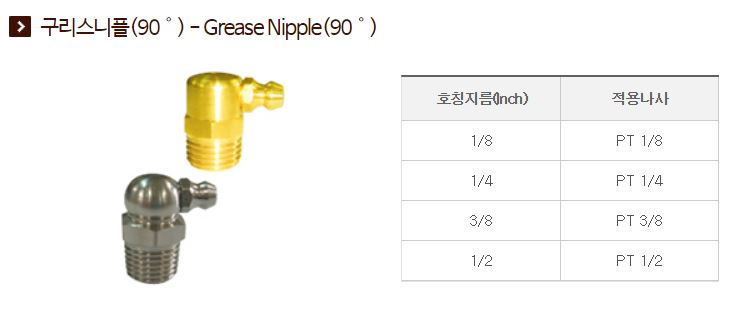 구리스니플(90˚) - Grease Nipple(90˚)
호칭지름(Inch) 적용나사
1/8 PT 1/8
1/4 PT 1/4
3/8 PT 3/8
1/2 PT 1/2